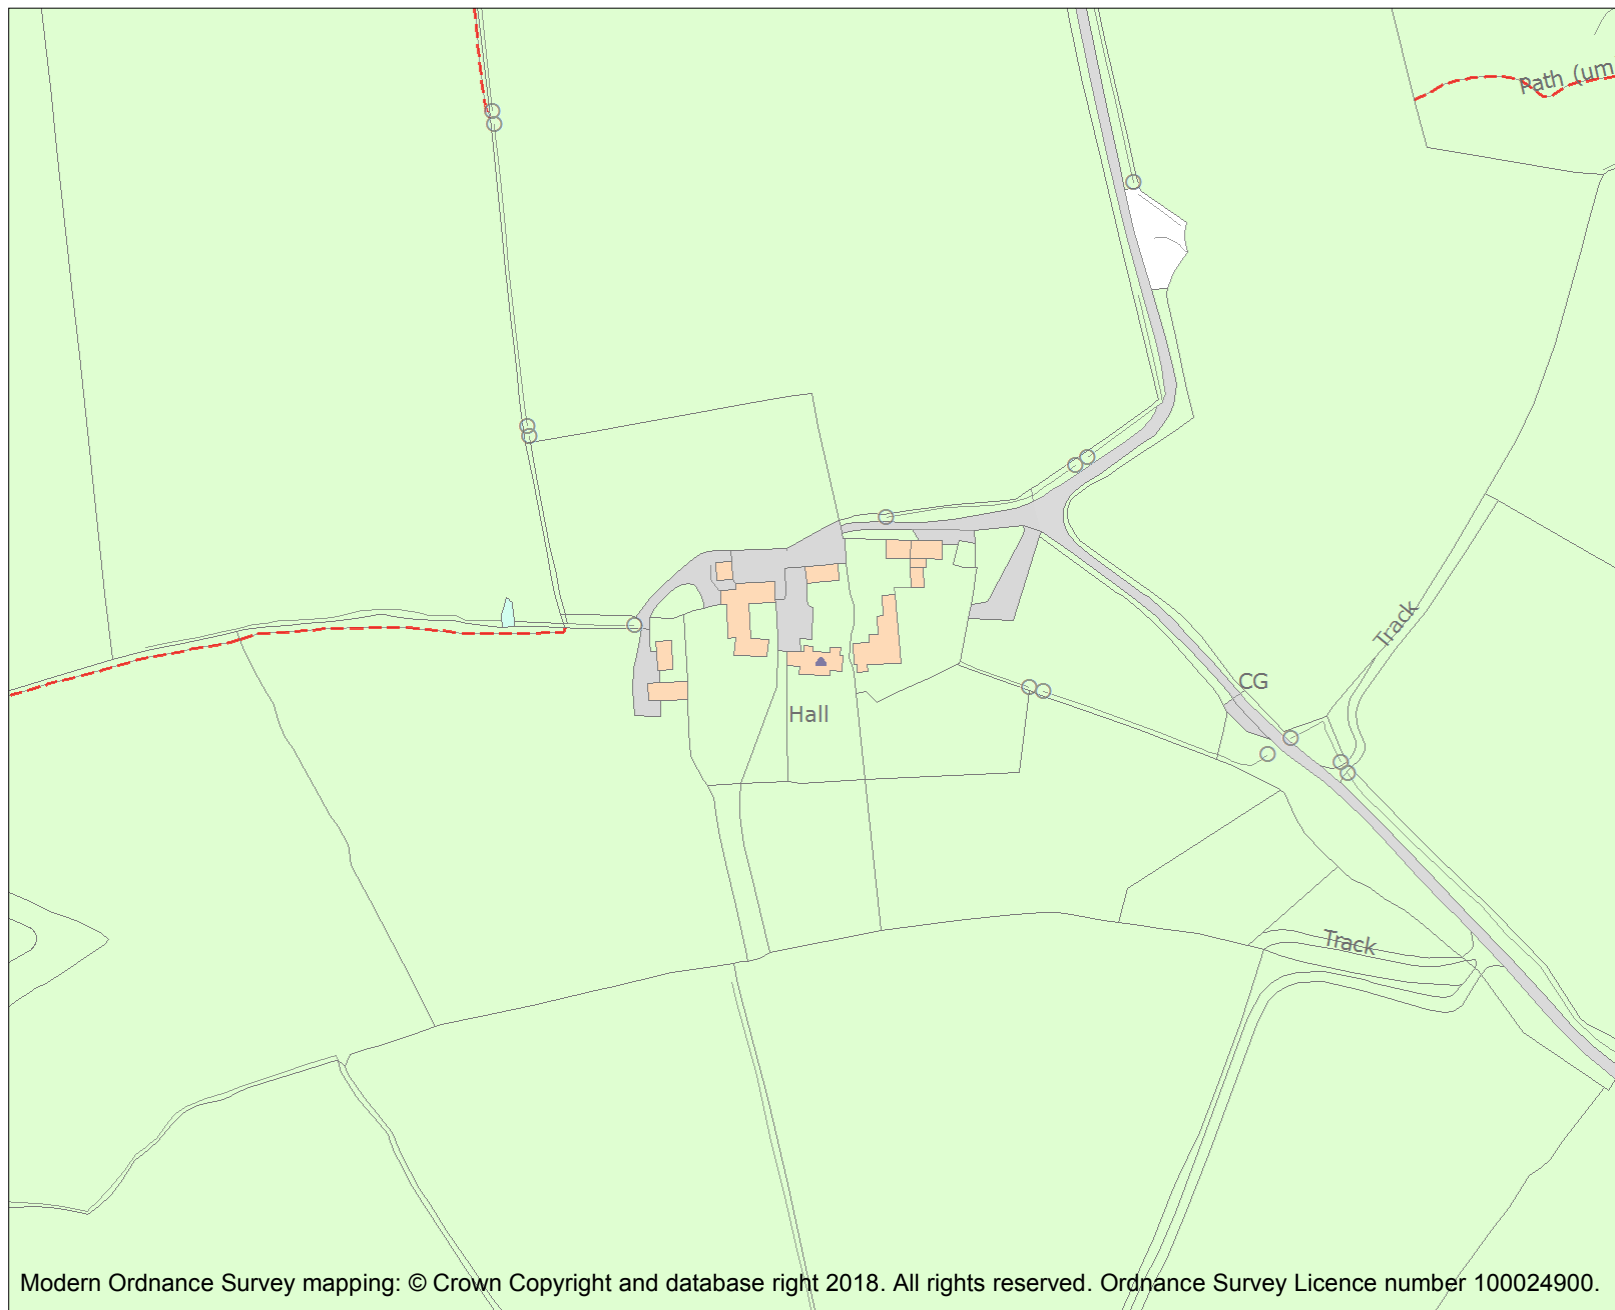 Path (um
Track
CG
Hall
Track
Modern Ordnance Survey mapping: © Crown Copyright and database right 2018. All rights reserved. Ordnance Survey Licence number 100024900.